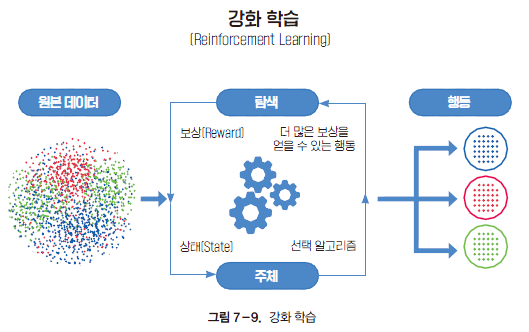 강화 학습
(Reinforcement Learning)
원본 데이터
탐색
행동
보상(Reward)
더 많은 보상을
얻을 수 있는 행동
상태(State)
선택 알고리즘
주체
그림 7-9. 강화 학습